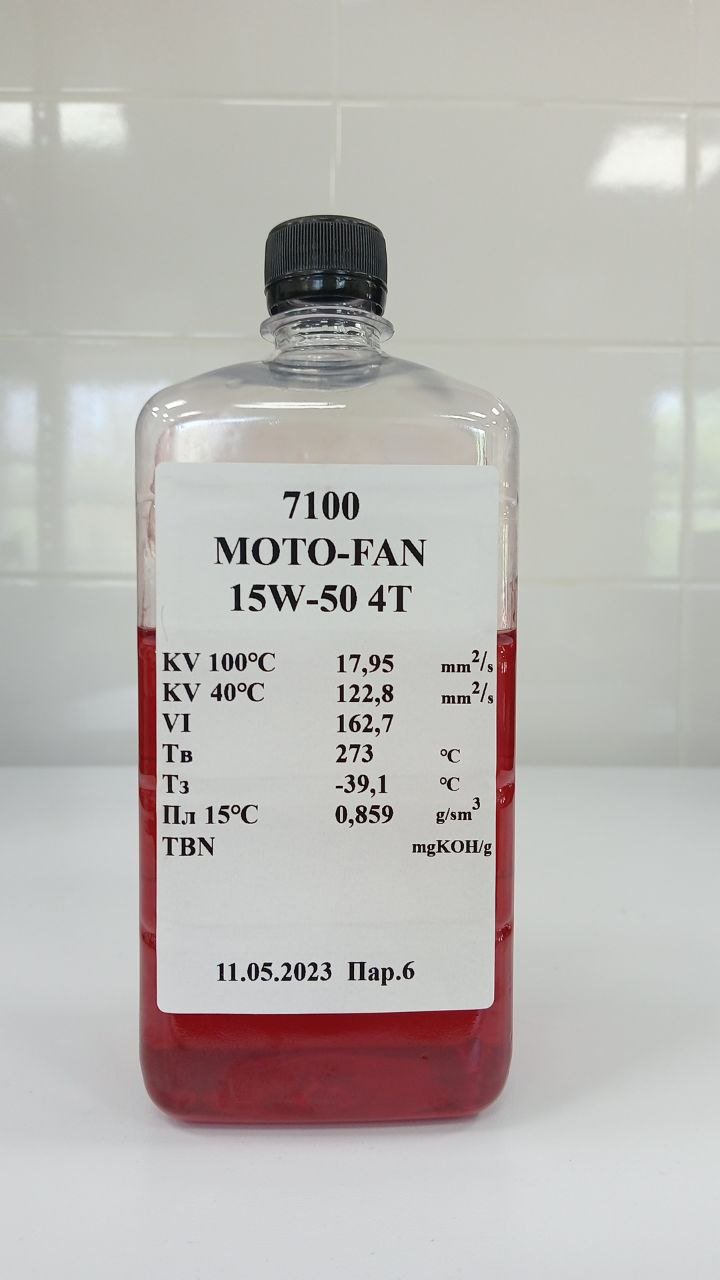 7100
MOTO-FAN
15W-50 4T
KV 100°C 17,95 mm²/s
KV 40°C 122,8 mm²/s
VI 162,7
Тв 273 °C
Тз -39,1 °C
Пл 15°C 0,859 g/sm³
TBN mgKOH/g
11.05.2023 Пар.6